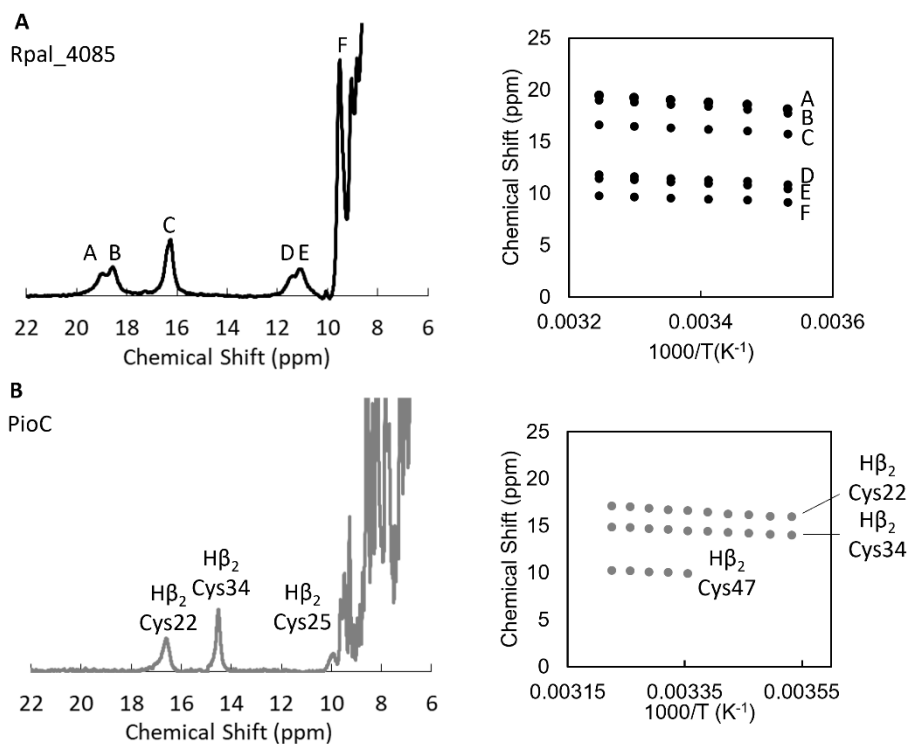 A
Rpal_4085
F
C
A B
D E
22 20 18 16 14 12 10 8 6
Chemical Shift (ppm)
25
20
15
10
5
0
Chemical Shift (ppm)
A
B
C
D
E
F
0.0032 0.0034 0.0036
1000/T(K-1)
B
PioC
Hβ2
Cys22
Hβ2
Cys34
Hβ2
Cys25
22 20 18 16 14 12 10 8 6
Chemical Shift (ppm)
25
20
15
10
5
0
Chemical Shift (ppm)
Hβ2
Cys22
Hβ2
Cys34
Hβ2
Cys47
0.00315 0.00335 0.00355
1000/T (K-1)